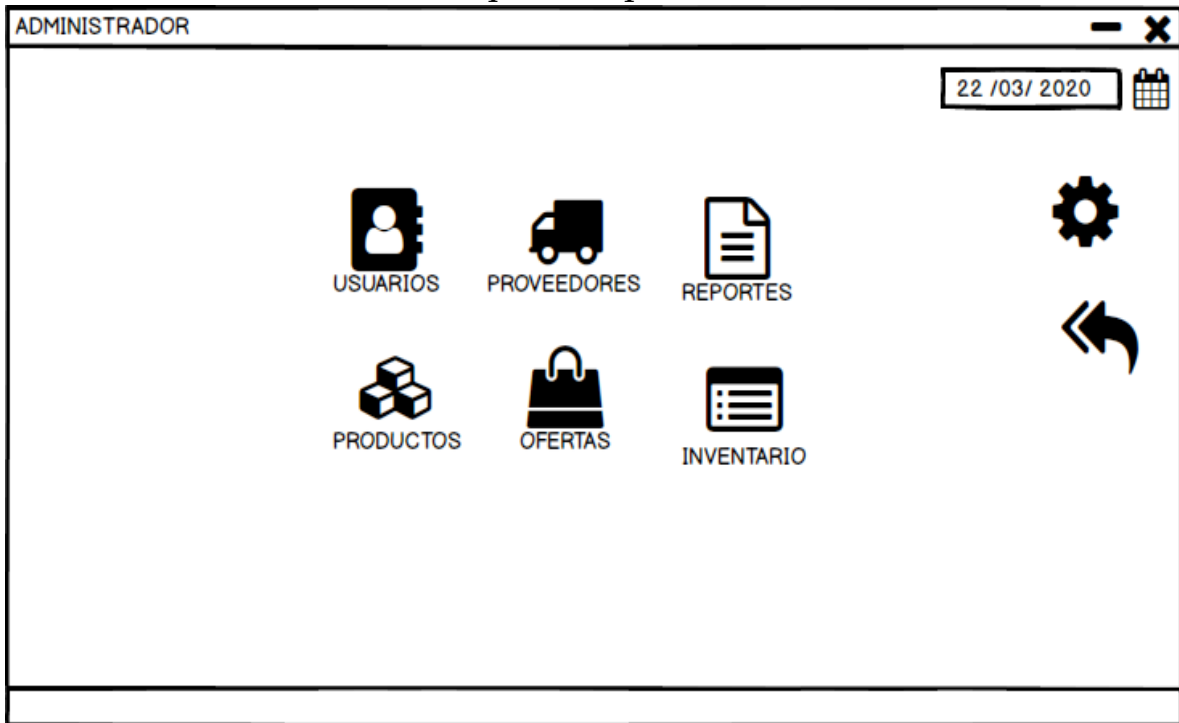 ADMINISTRADOR
22 /03/ 2020
USUARIOS
PROVEEDORES
REPORTES
PRODUCTOS
OFERTAS
INVENTARIO